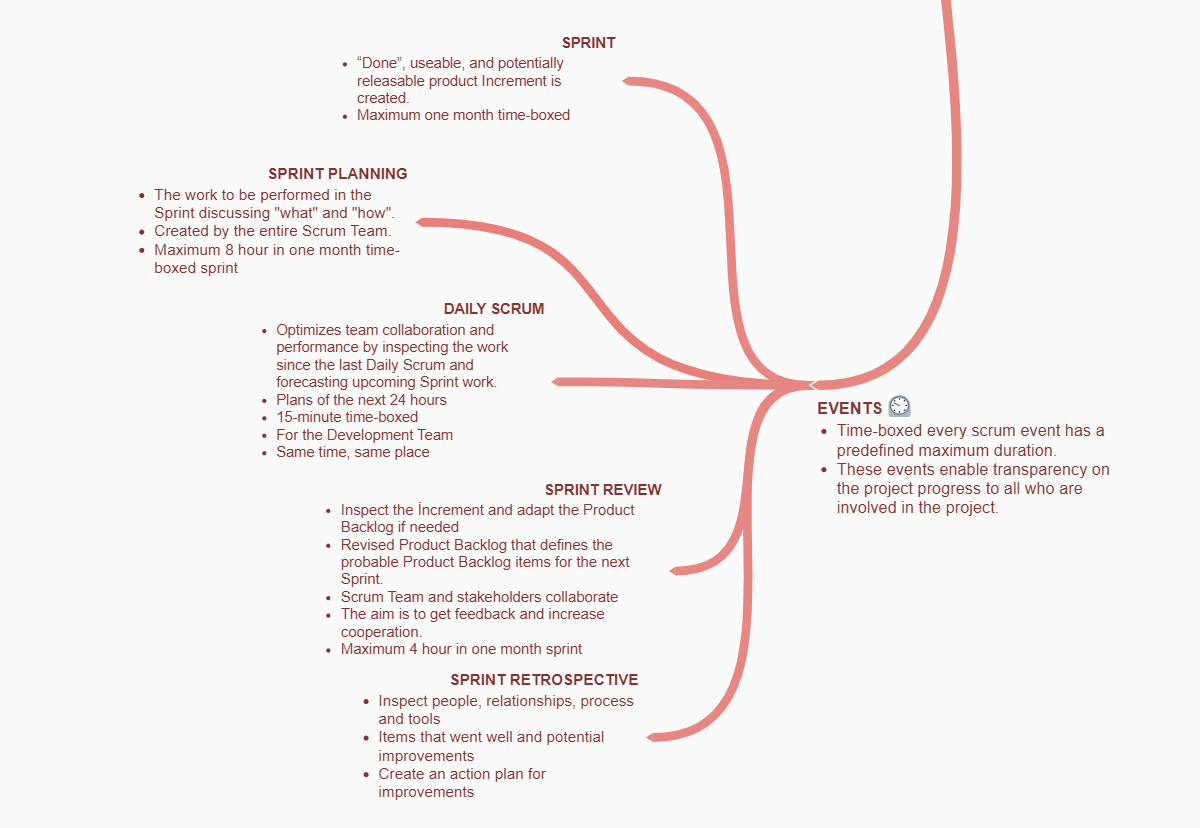 SPRINT
• “Done”, useable, and potentially
releasable product Increment is
created.
• Maximum one month time-boxed
SPRINT PLANNING
• The work to be performed in the
Sprint discussing "what" and "how".
• Created by the entire Scrum Team.
• Maximum 8 hour in one month time-
boxed sprint
DAILY SCRUM
• Optimizes team collaboration and
performance by inspecting the work
since the last Daily Scrum and
forecasting upcoming Sprint work.
• Plans of the next 24 hours
• 15-minute time-boxed
• For the Development Team
• Same time, same place
EVENTS
• Time-boxed every scrum event has a
predefined maximum duration.
• These events enable transparency on
the project progress to all who are
involved in the project.
SPRINT REVIEW
• Inspect the İncrement and adapt the Product
Backlog if needed
• Revised Product Backlog that defines the
probable Product Backlog items for the next
Sprint.
• Scrum Team and stakeholders collaborate
• The aim is to get feedback and increase
cooperation.
• Maximum 4 hour in one month sprint
SPRINT RETROSPECTIVE
• Inspect people, relationships, process
and tools
• Items that went well and potential
improvements
• Create an action plan for
improvements